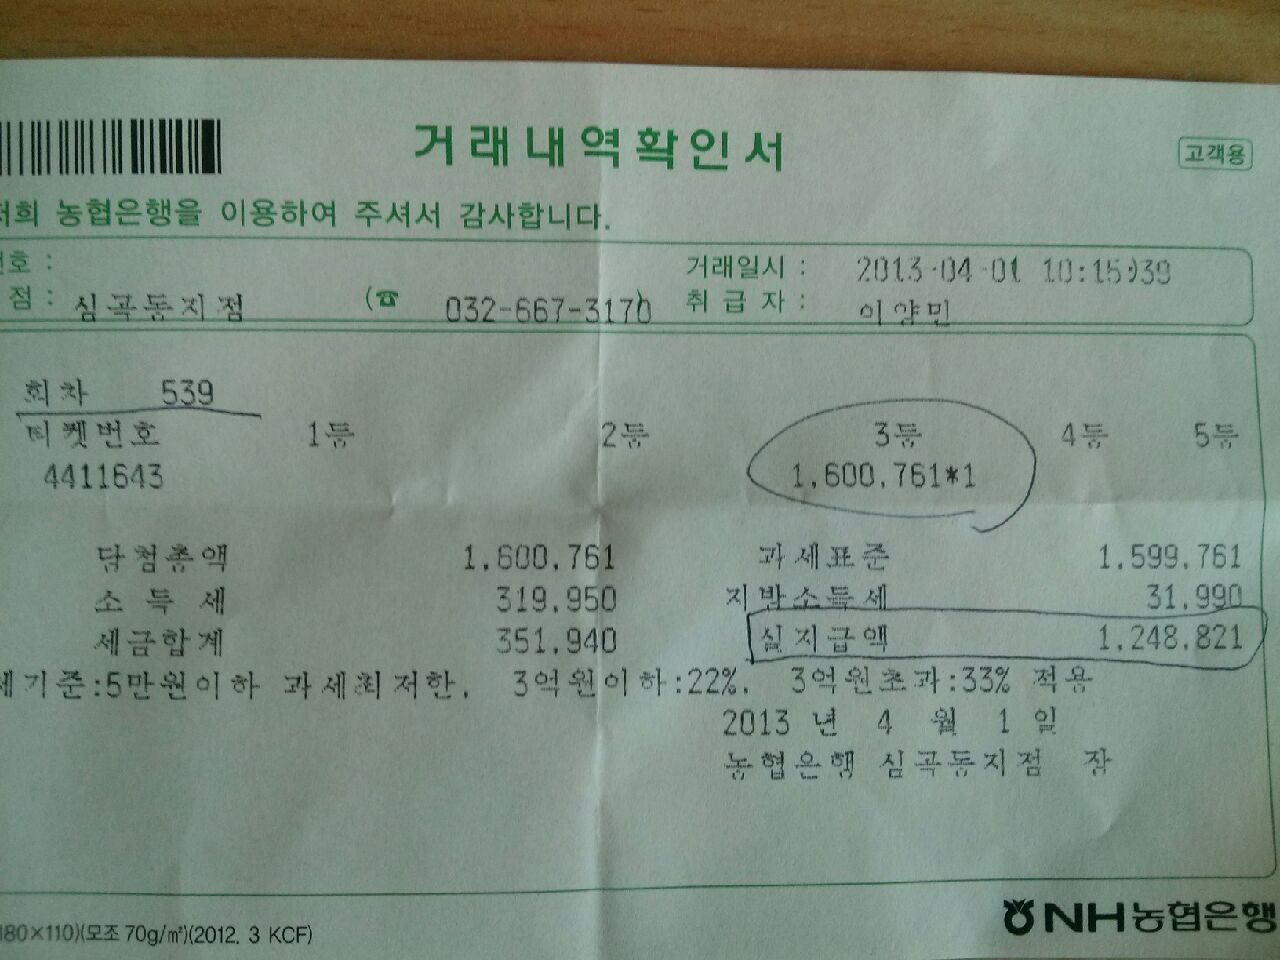 거래내역확인서
고객용
저희 농협은행을 이용하여 주셔서 감사합니다.
호 :
거래일시 : 2013-04-01 10:15:39
점 : 심곡동지점 (☎ 032-667-3170)
취급자 : 이양민
회차 539
티켓번호 1등 2등 3등 4등 5등
4411643 1,600,761*1
당첨총액 1,600,761 과세표준 1,599,761
소득세 319,950 지방소득세 31,990
세금합계 351,940 실지급액 1,248,821
세기준:5만원이하 과세최저한, 3억원이하:22%, 3억원초과:33% 적용
2013 년 4 월 1 일
농협은행 심곡동지점 장
180×110)(모조 70g/㎡)(2012. 3 KCF)
NH농협은행